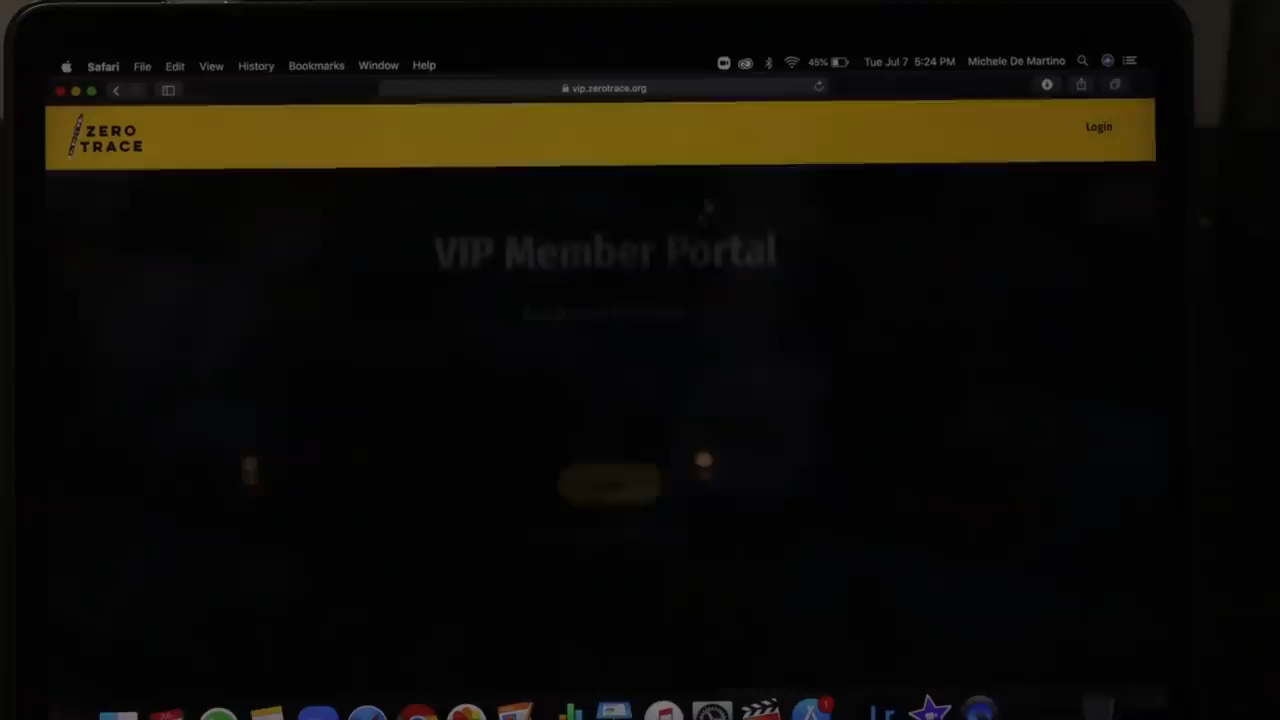 Safari File Edit View History Bookmarks Window Help 45% Tue Jul 7 5:24 PM Michele De Martino
vip.zerotrace.org
ZERO
TRACE
Login
VIP Member Portal
1